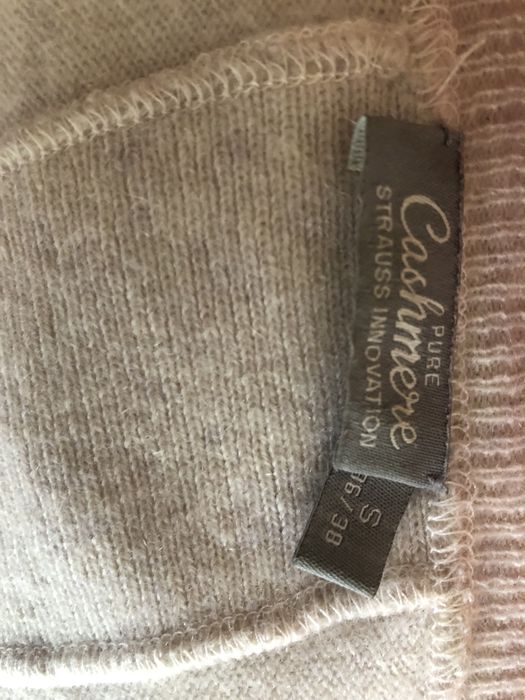 PURE
Cashmere
STRAUSS INNOVATION
S
36/38